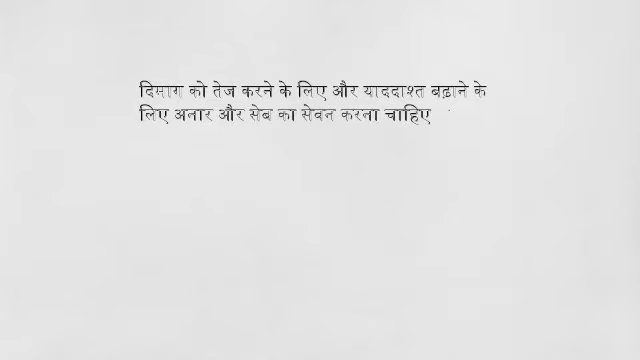 दिमाग को तेज करने के लिए और याददाश्त बढ़ाने के
लिए अनार और सेब का सेवन करना चाहिए